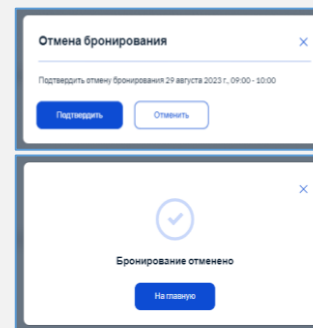 Отмена бронирования
Подтвердить отмену бронирования 29 августа 2023 г., 09:00 - 10:00
Подтвердить
Отменить
Бронирование отменено
На главную